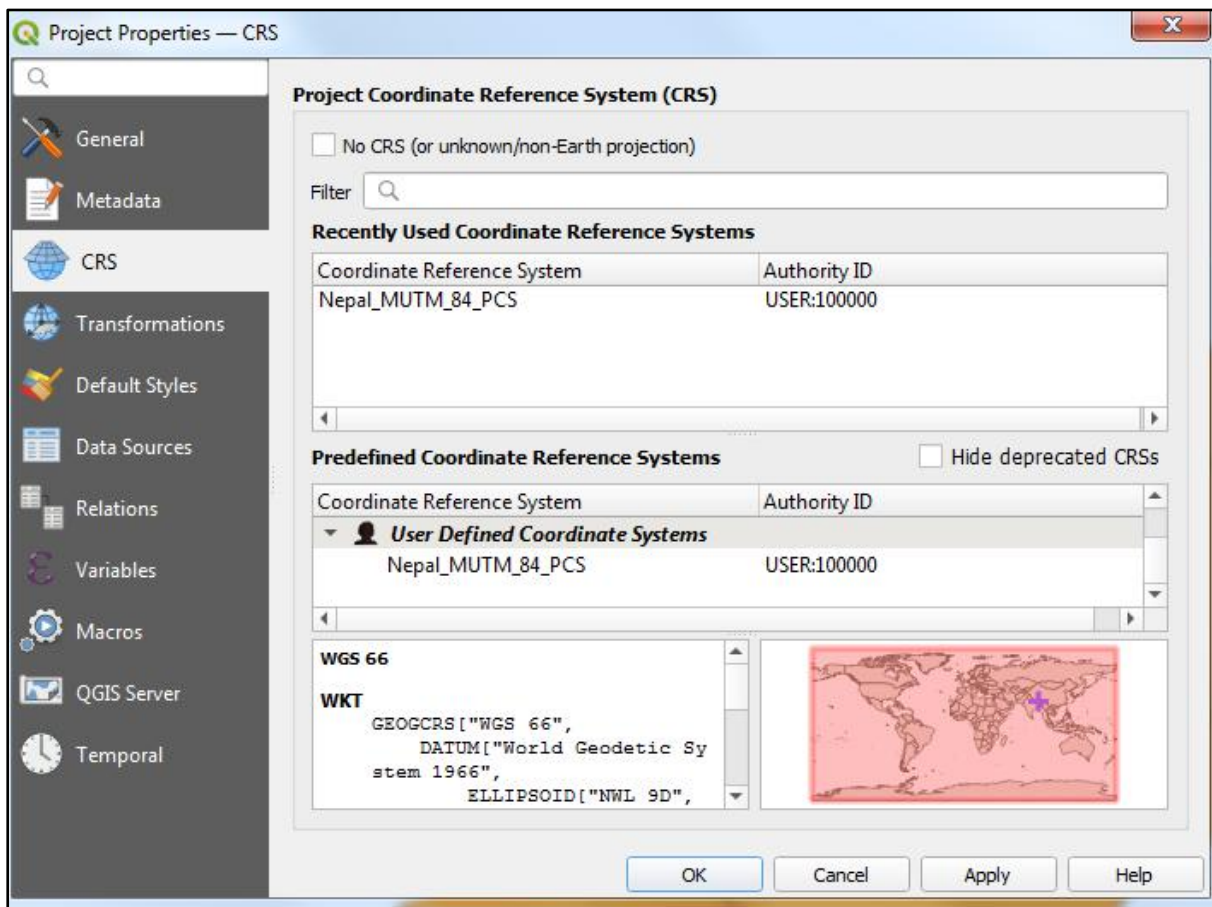 Project Properties — CRS
General
Metadata
CRS
Transformations
Default Styles
Data Sources
Relations
Variables
Macros
QGIS Server
Temporal
Project Coordinate Reference System (CRS)
No CRS (or unknown/non-Earth projection)
Filter
Recently Used Coordinate Reference Systems
Coordinate Reference System Authority ID
Nepal_MUTM_84_PCS USER:100000
Predefined Coordinate Reference Systems Hide deprecated CRSs
Coordinate Reference System Authority ID
User Defined Coordinate Systems
Nepal_MUTM_84_PCS USER:100000
WGS 66
WKT
GEOGCRS["WGS 66",
DATUM["World Geodetic Sy
stem 1966",
ELLIPSOID["NWL 9D",
OK Cancel Apply Help